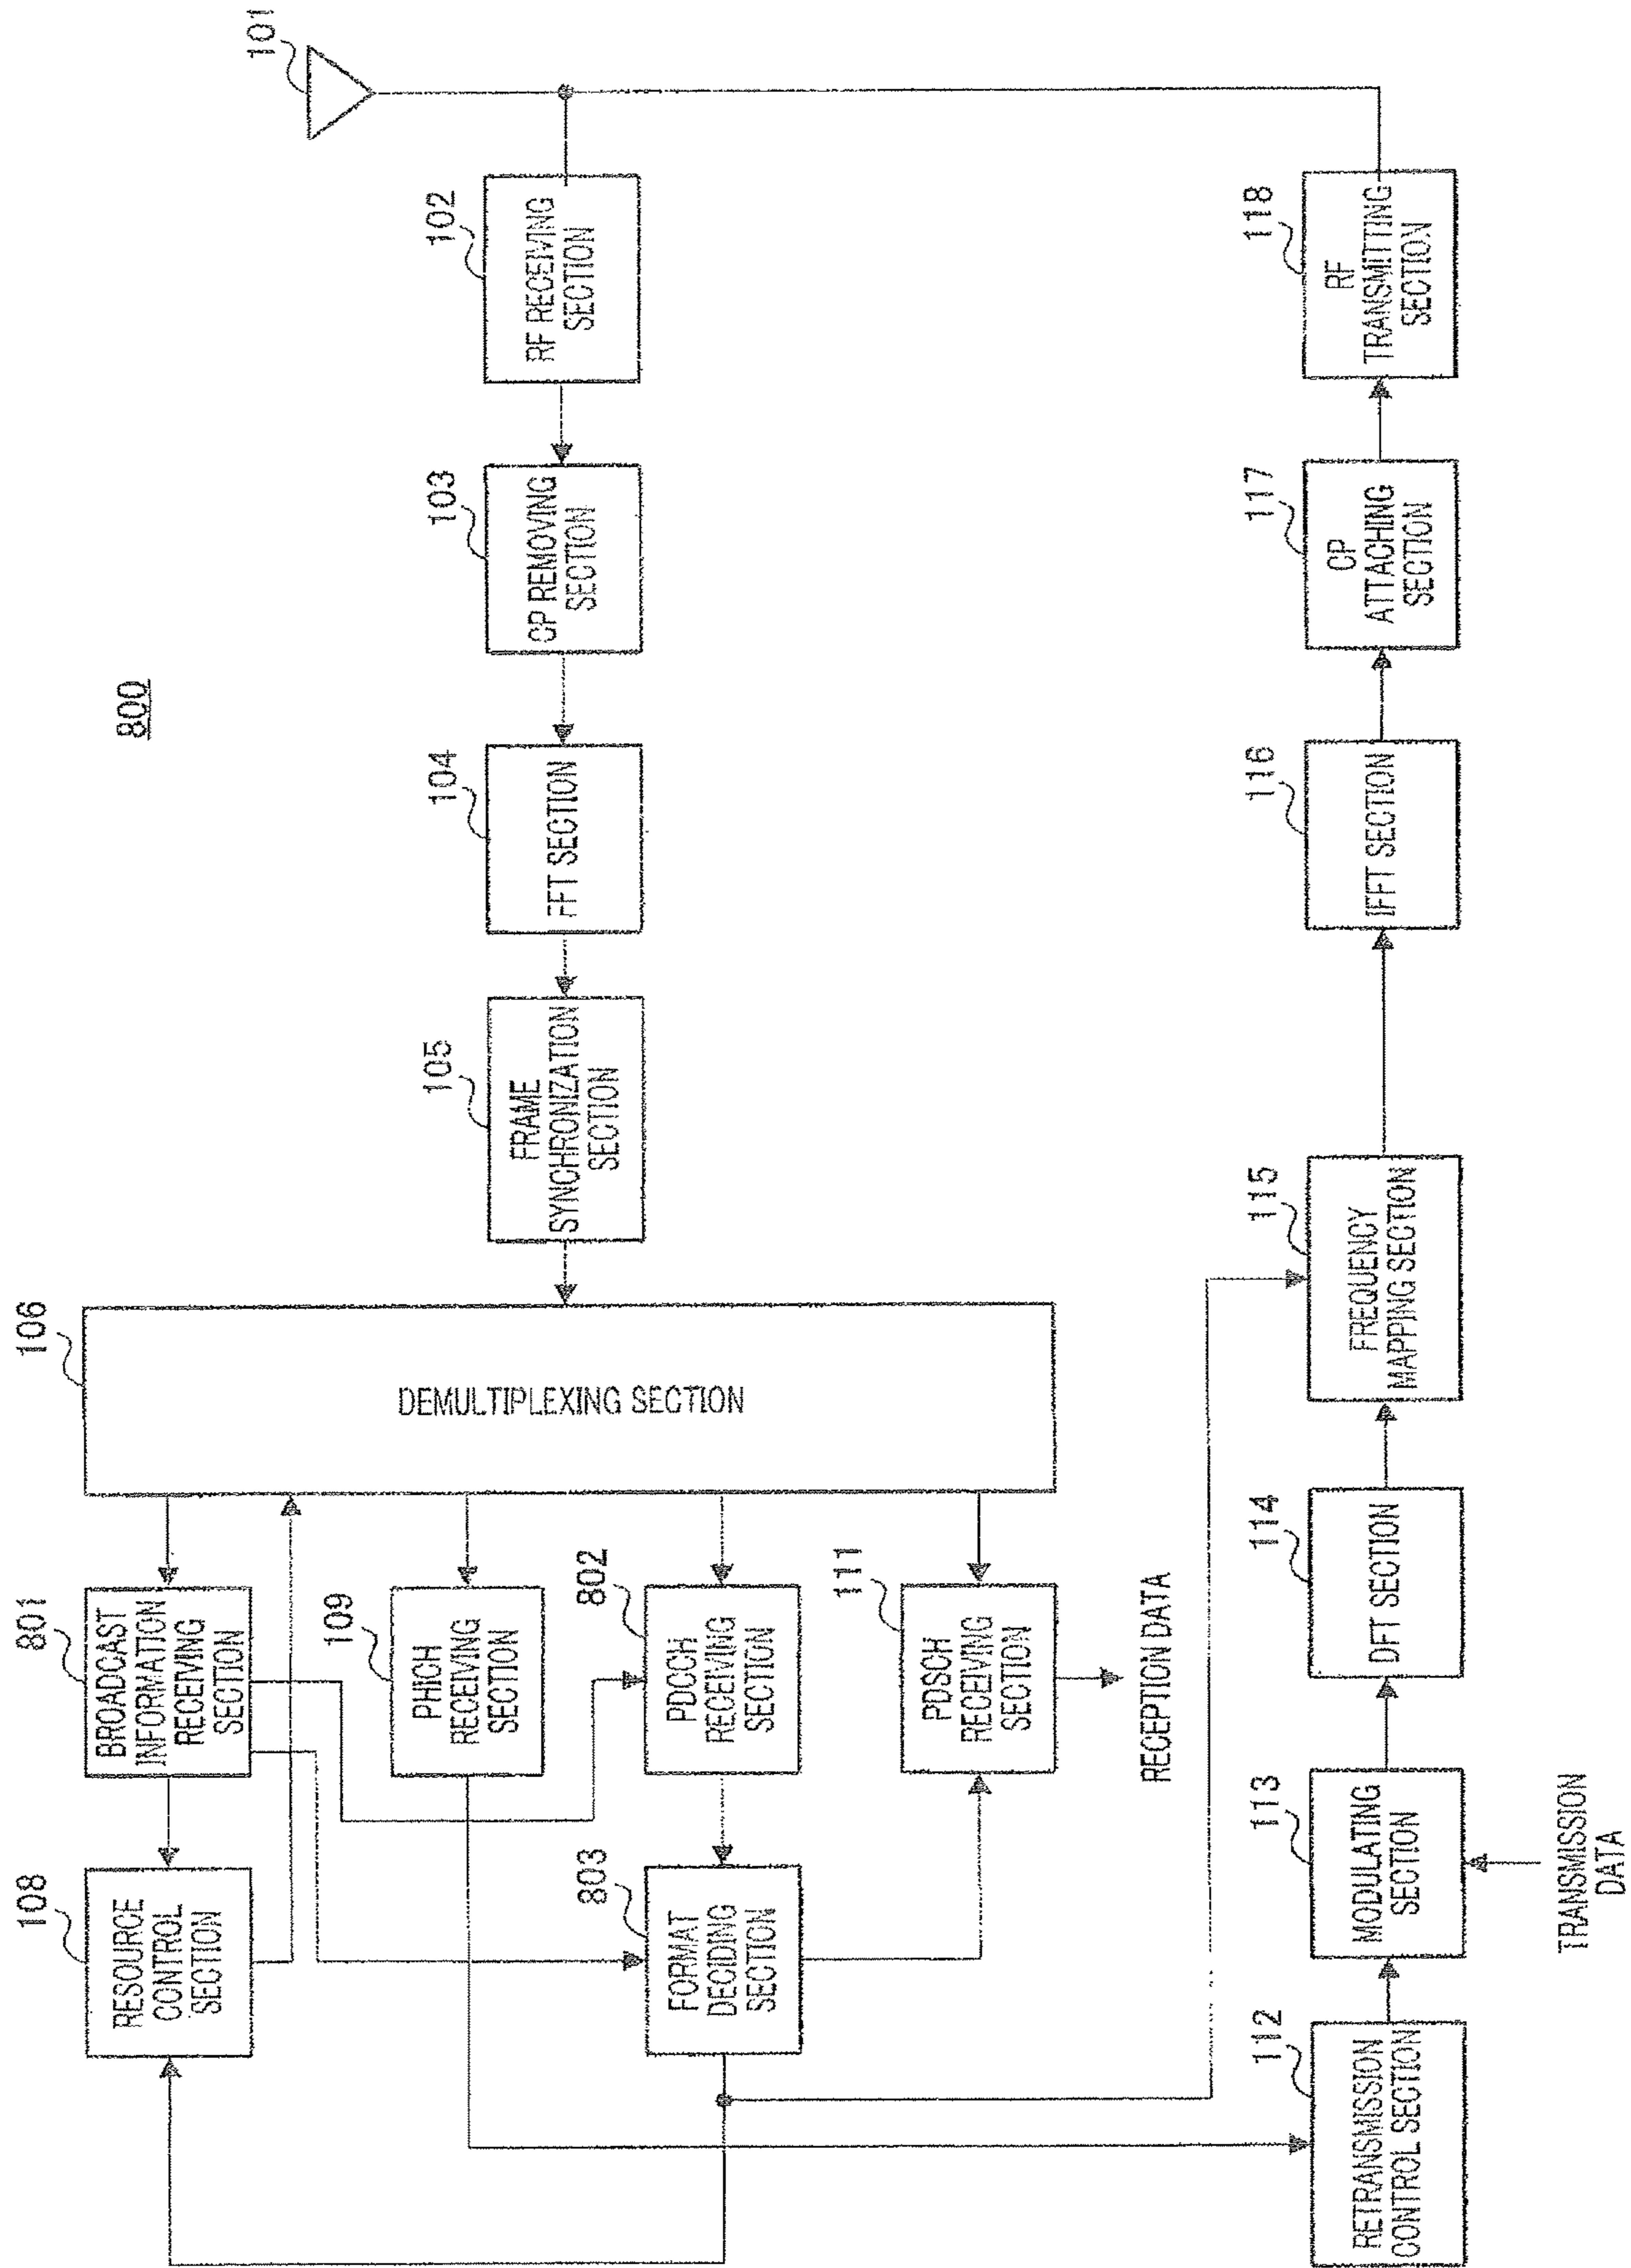 800
101
102
RF RECEIVING
SECTION
103
CP REMOVING
SECTION
104
FFT SECTION
105
FRAME
SYNCHRONIZATION
SECTION
106
DEMULTIPLEXING SECTION
801
BROADCAST
INFORMATION
RECEIVING
SECTION
108
RESOURCE
CONTROL
SECTION
109
PHICH
RECEIVING
SECTION
802
PDCCH
RECEIVING
SECTION
803
FORMAT
DECIDING
SECTION
111
PDSCH
RECEIVING
SECTION
RECEPTION DATA
112
RETRANSMISSION
CONTROL SECTION
113
MODULATING
SECTION
TRANSMISSION
DATA
114
DFT SECTION
115
FREQUENCY
MAPPING SECTION
116
IFFT SECTION
117
CP
ATTACHING
SECTION
118
RF
TRANSMITTING
SECTION